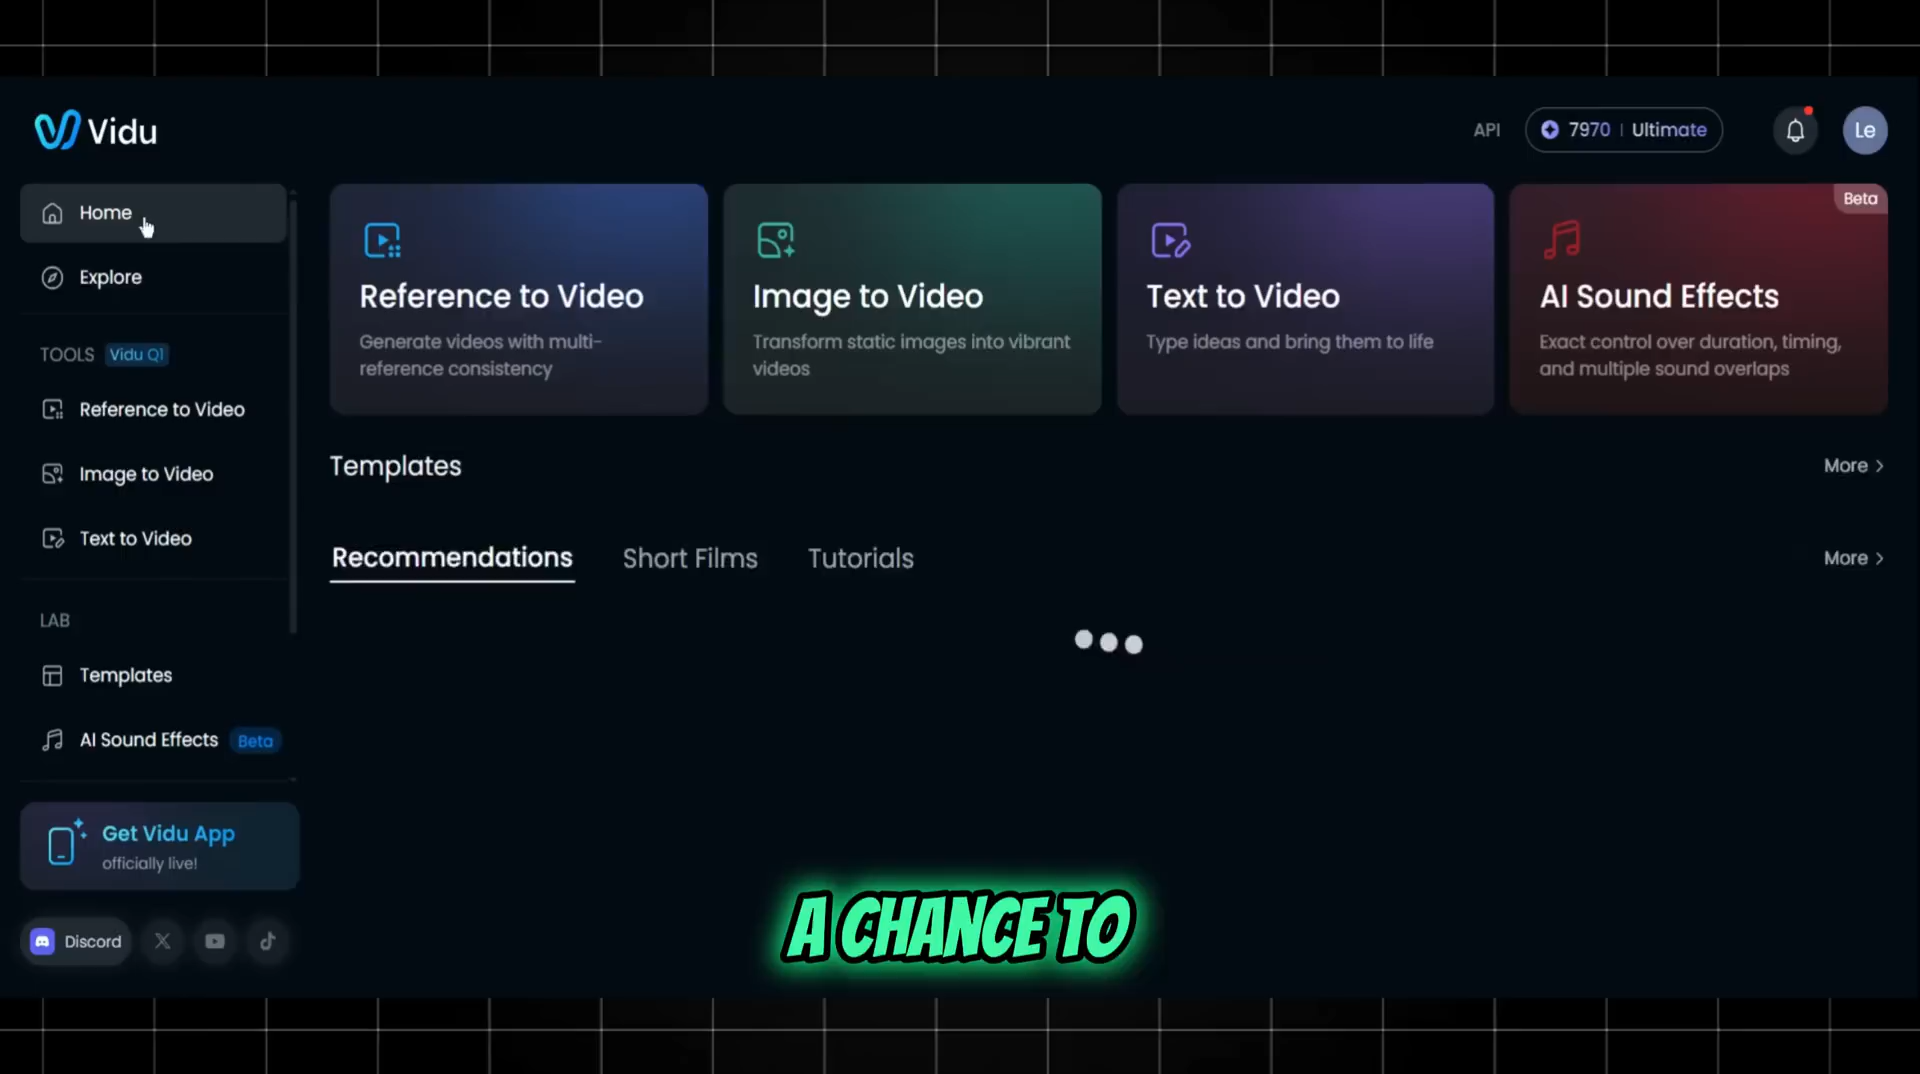 Vidu
API
7970 | Ultimate
Le
Home
Explore
TOOLS Vidu Q1
Reference to Video
Image to Video
Text to Video
LAB
Templates
AI Sound Effects Beta
Get Vidu App
officially live!
Discord
Reference to Video
Generate videos with multi-
reference consistency
Image to Video
Transform static images into vibrant
videos
Text to Video
Type ideas and bring them to life
Beta
AI Sound Effects
Exact control over duration, timing,
and multiple sound overlaps
Templates
More >
Recommendations Short Films Tutorials
More >
A CHANCE TO